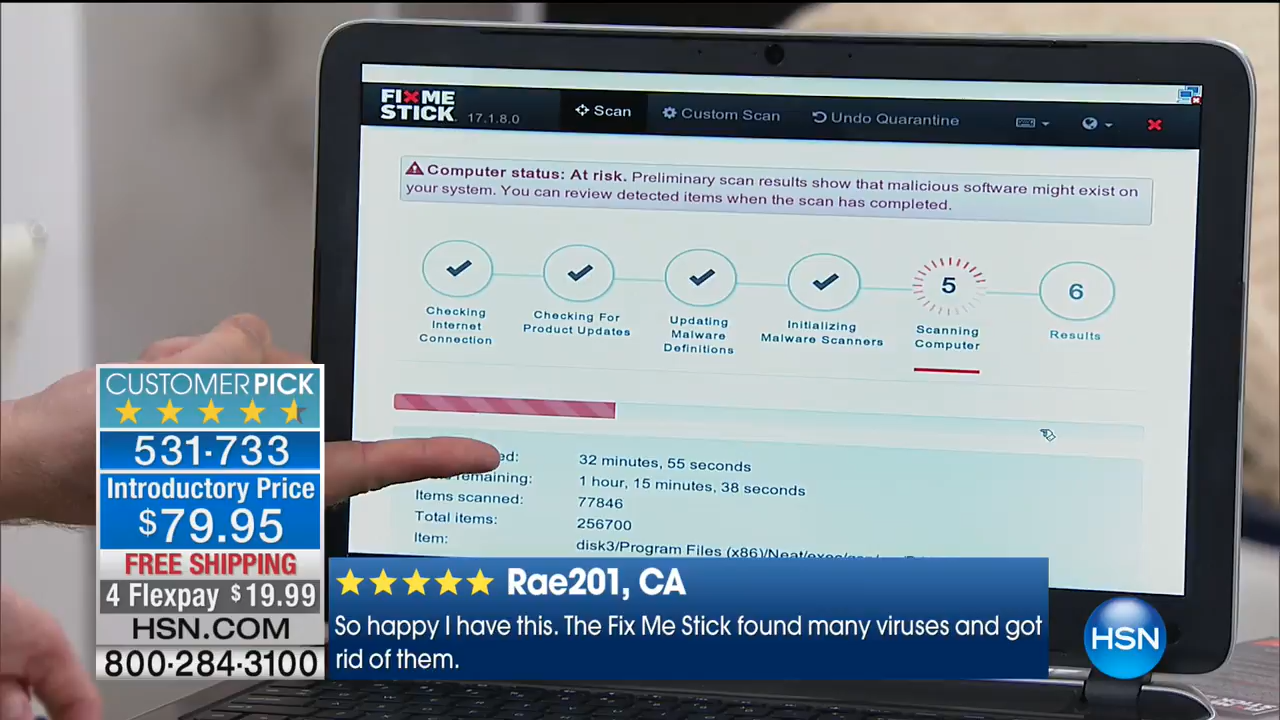 FIXME
STICK 17.1.8.0
Scan
Custom Scan
Undo Quarantine
Computer status: At risk. Preliminary scan results show that malicious software might exist on
your system. You can review detected items when the scan has completed.
5
6
Checking
Internet
Connection
Checking For
Product Updates
Updating
Malware
Definitions
Initializing
Malware Scanners
Scanning
Computer
Results
32 minutes, 55 seconds
remaining: 1 hour, 15 minutes, 38 seconds
Items scanned: 77846
Total items: 256700
Item: disk3/Program Files (x86)/Neat/exec/
CUSTOMER PICK
531·733
Introductory Price
$79.95
FREE SHIPPING
4 Flexpay $19.99
HSN.COM
800·284·3100
Rae201, CA
So happy I have this. The Fix Me Stick found many viruses and got
rid of them.
HSN